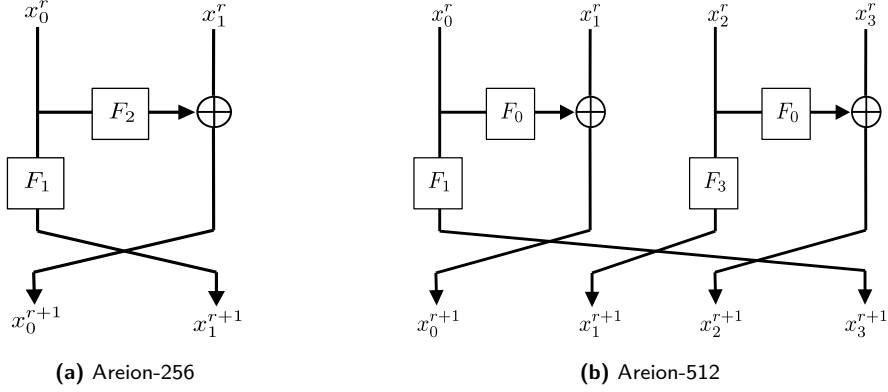 x_0^r x_1^r x_0^r x_1^r x_2^r x_3^r
F_2 F_0 F_0
F_1 F_1 F_3
x_0^{r+1} x_1^{r+1} x_0^{r+1} x_1^{r+1} x_2^{r+1} x_3^{r+1}
(a) Areion-256 (b) Areion-512